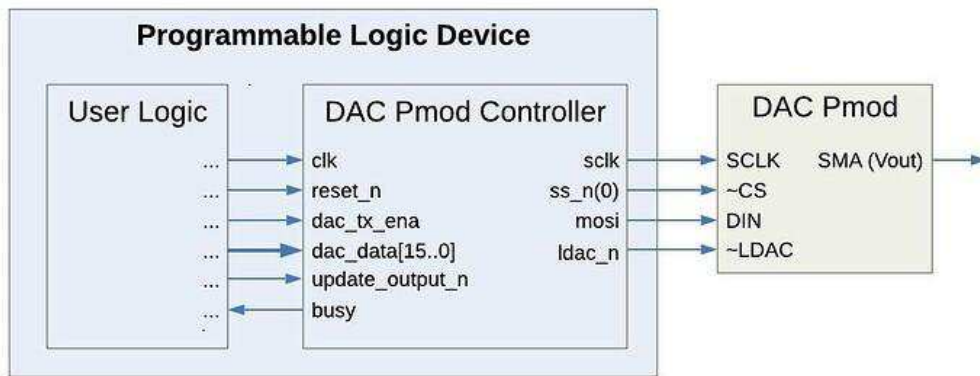 Programmable Logic Device
User Logic
...
...
...
...
...
...
DAC Pmod Controller
clk
reset_n
dac_tx_ena
dac_data[15..0]
update_output_n
busy
sclk
ss_n(0)
mosi
ldac_n
DAC Pmod
SCLK
~CS
DIN
~LDAC
SMA (Vout)